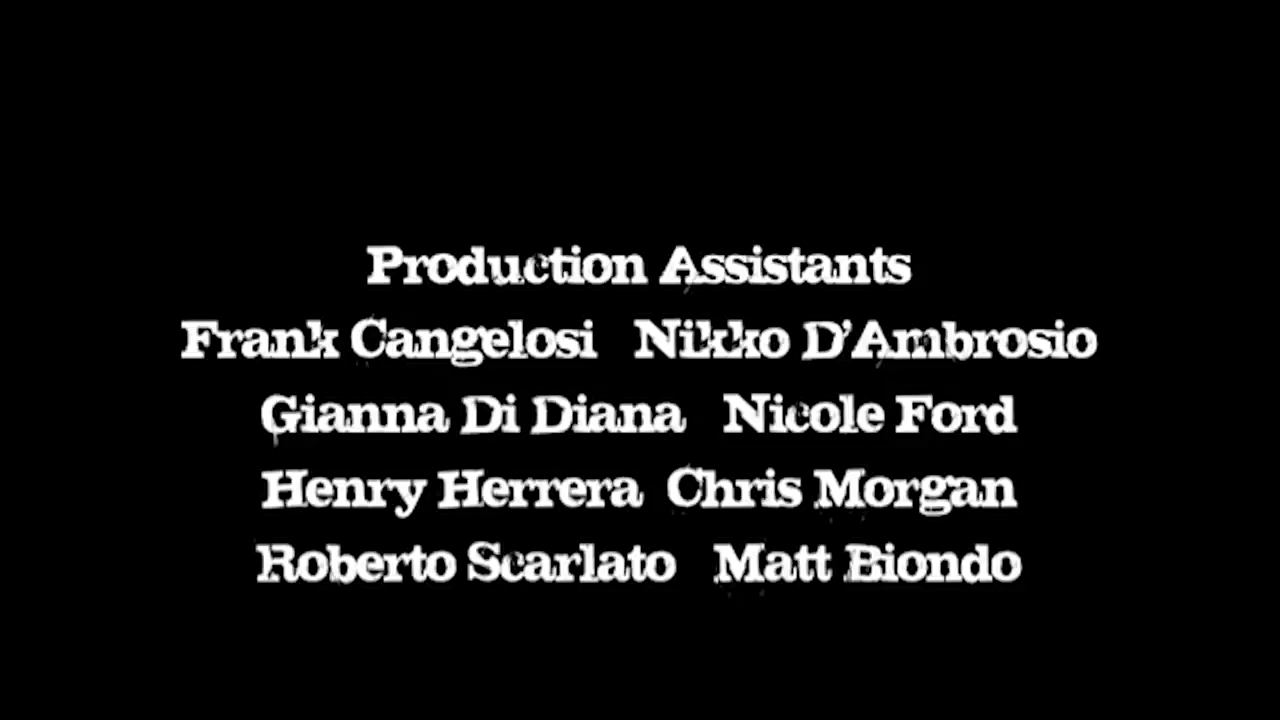 Production Assistants
Frank Cangelosi Nikko D'Ambrosio
Gianna Di Diana Nicole Ford
Henry Herrera Chris Morgan
Roberto Scarlato Matt Biondo